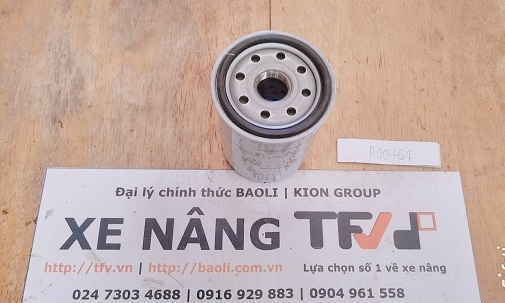 P00764
Đại lý chính thức BAOLI | KION GROUP
XE NÂNG TFV
http://tfv.vn | http://baoli.com.vn Lựa chọn số 1 về xe nâng
024 7303 4688 | 0916 929 883 | 0904 961 558